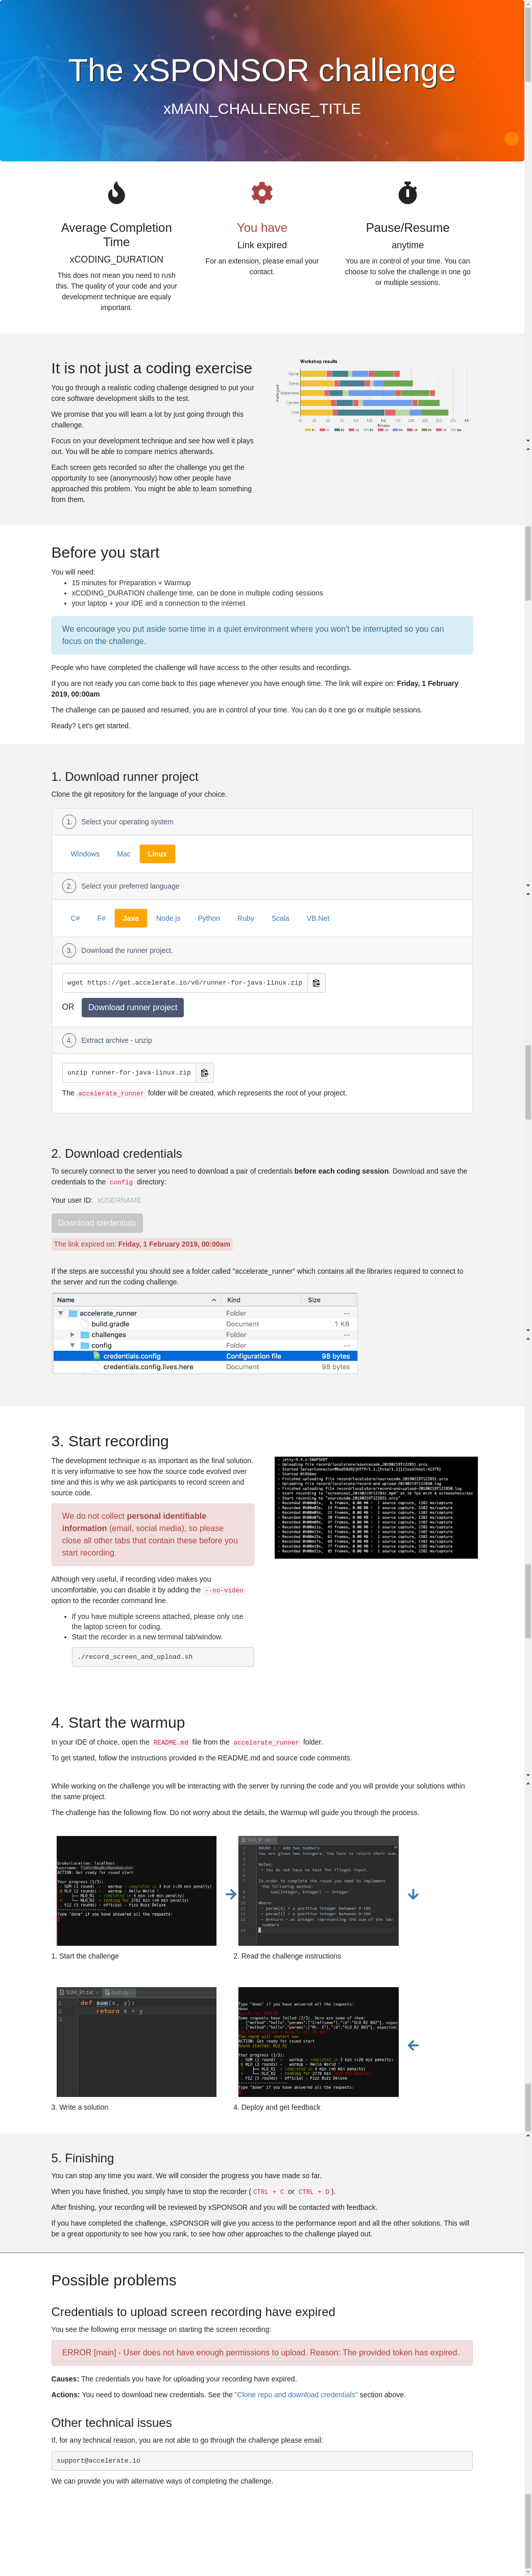 The xSPONSOR challenge
xMAIN_CHALLENGE_TITLE
Average Completion
Time
xCODING_DURATION
This does not mean you need to rush
this. The quality of your code and your
development technique are equaly
important.
You have
Link expired
For an extension, please email your
contact.
Pause/Resume
anytime
You are in control of your time. You can
choose to solve the challenge in one go
or multiple sessions.
It is not just a coding exercise
You go through a realistic coding challenge designed to put your
core software development skills to the test.
We promise that you will learn a lot by just going through this
challenge.
Focus on your development technique and see how well it plays
out. You will be able to compare metrics afterwards.
Each screen gets recorded so after the challenge you get the
opportunity to see (anonymously) how other people have
approached this problem. You might be able to learn something
from them.
Workshop results
Before you start
You will need:
15 minutes for Preparation + Warmup
xCODING_DURATION challenge time, can be done in multiple coding sessions
your laptop + your IDE and a connection to the internet
We encourage you put aside some time in a quiet environment where you won't be interrupted so you can
focus on the challenge.
People who have completed the challenge will have access to the other results and recordings.
If you are not ready you can come back to this page whenever you have enough time. The link will expire on: Friday, 1 February
2019, 00:00am
The challenge can be paused and resumed, you are in control of your time. You can do it one go or multiple sessions.
Ready? Let's get started.
1. Download runner project
Clone the git repository for the language of your choice.
1. Select your operating system
Windows Mac Linux
2. Select your preferred language
C# F# Java Node.js Python Ruby Scala VB.Net
3. Download the runner project.
wget https://get.accelerate.io/v0/runner-for-java-linux.zip
OR Download runner project
4. Extract archive - unzip
unzip runner-for-java-linux.zip
The accelerate_runner folder will be created, which represents the root of your project.
2. Download credentials
To securely connect to the server you need to download a pair of credentials before each coding session. Download and save the
credentials to the config directory:
Your user ID: xUSERNAME
Download credentials
The link expired on: Friday, 1 February 2019, 00:00am
If the steps are successful you should see a folder called "accelerate_runner" which contains all the libraries required to connect to
the server and run the coding challenge.
Name Kind Size
accelerate_runner Folder --
build.gradle Document 1 KB
challenges Folder --
config Folder --
credentials.config Configuration file 98 bytes
credentials.config.lives.here Document 98 bytes
3. Start recording
The development technique is as important as the final solution.
It is very informative to see how the source code evolved over
time and this is why we ask participants to record screen and
source code.
We do not collect personal identifiable
information (email, social media), so please
close all other tabs that contain these before you
start recording.
Although very useful, if recording video makes you
uncomfortable, you can disable it by adding the --no-video
option to the recorder command line.
If you have multiple screens attached, please only use
the laptop screen for coding.
Start the recorder in a new terminal tab/window.
./record_screen_and_upload.sh
4. Start the warmup
In your IDE of choice, open the README.md file from the accelerate_runner folder.
To get started, follow the instructions provided in the README.md and source code comments.
While working on the challenge you will be interacting with the server by running the code and you will provide your solutions within
the same project.
The challenge has the following flow. Do not worry about the details, the Warmup will guide you through the process.
1. Start the challenge
2. Read the challenge instructions
def sum(x, y):
return x + y
3. Write a solution
4. Deploy and get feedback
5. Finishing
You can stop any time you want. We will consider the progress you have made so far.
When you have finished, you simply have to stop the recorder ( CTRL + C or CTRL + D ).
After finishing, your recording will be reviewed by xSPONSOR and you will be contacted with feedback.
If you have completed the challenge, xSPONSOR will give you access to the performance report and all the other solutions. This will
be a great opportunity to see how you rank, to see how other approaches to the challenge played out.
Possible problems
Credentials to upload screen recording have expired
You see the following error message on starting the screen recording:
ERROR [main] - User does not have enough permissions to upload. Reason: The provided token has expired.
Causes: The credentials you have for uploading your recording have expired.
Actions: You need to download new credentials. See the "Clone repo and download credentials" section above.
Other technical issues
If, for any technical reason, you are not able to go through the challenge please email:
support@accelerate.io
We can provide you with alternative ways of completing the challenge.